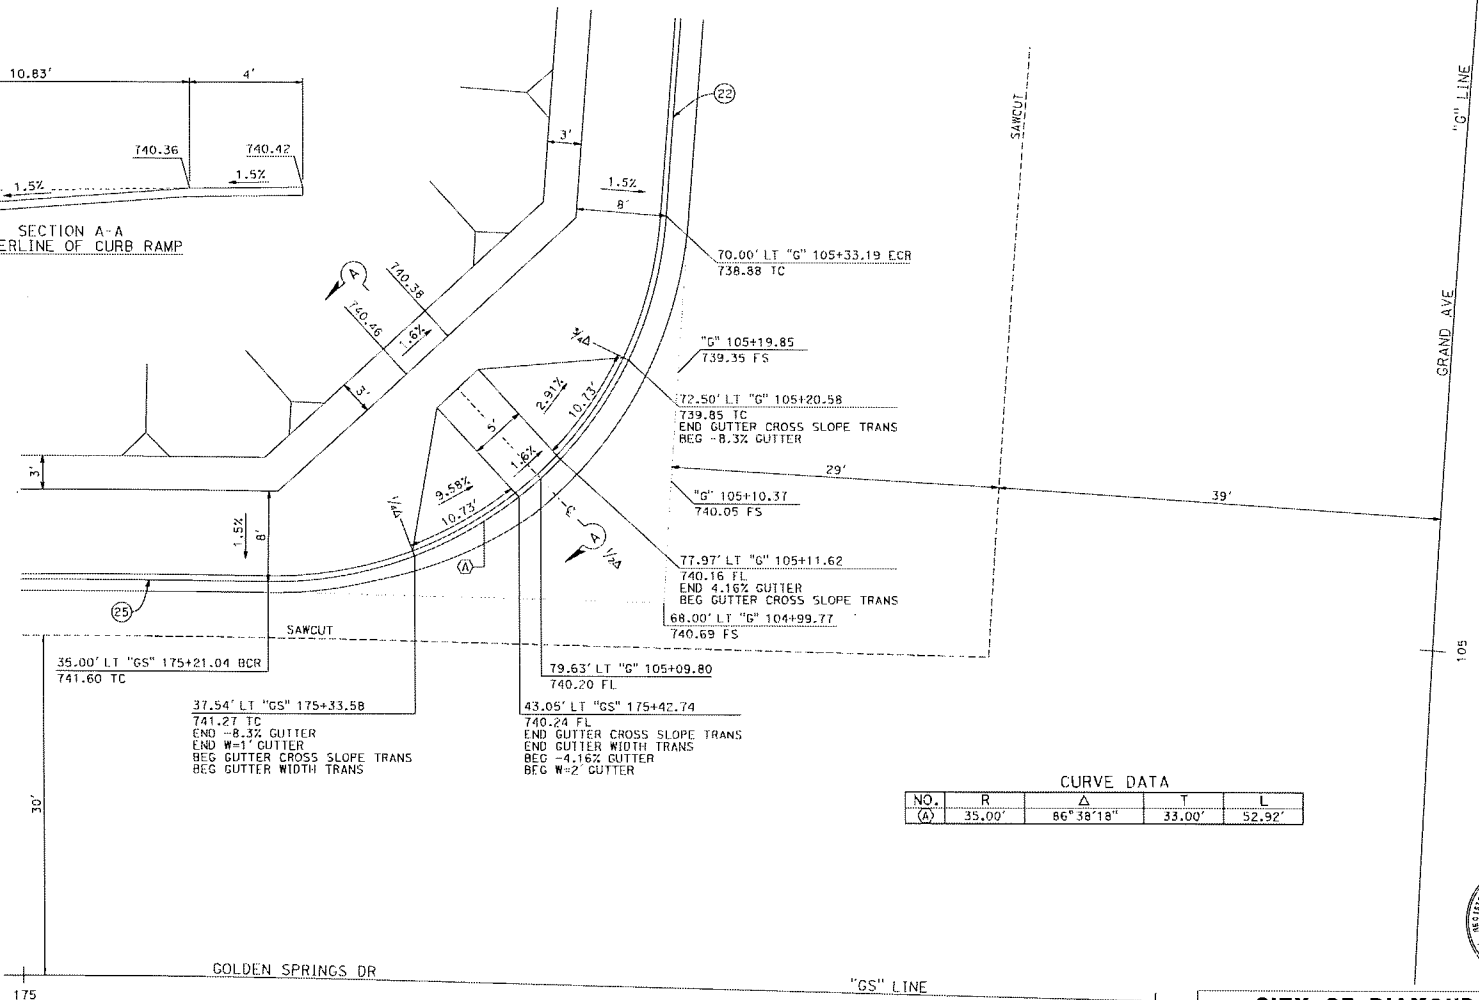 10.83'
4'
740.36
740.42
1.5%
1.5%
SECTION A-A
ERLINE OF CURB RAMP
3'
22
1.5%
8'
SAWCUT
"G" LINE
GRAND AVE
70.00' LT "G" 105+33.19 ECR
738.88 TC
A
740.38
740.46
1.6%
3'
3/4Δ
"G" 105+19.85
739.35 FS
72.50' LT "G" 105+20.58
739.85 TC
END GUTTER CROSS SLOPE TRANS
BEG -8.3% GUTTER
2.91%
10.73'
5'
1.6%
9.58%
10.73'
1/4Δ
29'
39'
"G" 105+10.37
740.05 FS
3'
A
1/2Δ
77.97' LT "G" 105+11.62
740.16 FL
END 4.16% GUTTER
BEG GUTTER CROSS SLOPE TRANS
68.00' LT "G" 104+99.77
740.69 FS
3'
1.5%
8'
A
25
SAWCUT
105
35.00' LT "GS" 175+21.04 BCR
741.60 TC
79.63' LT "G" 105+09.80
740.20 FL
37.54' LT "GS" 175+33.58
741.27 TC
END -8.3% GUTTER
END W=1' GUTTER
BEG GUTTER CROSS SLOPE TRANS
BEG GUTTER WIDTH TRANS
43.05' LT "GS" 175+42.74
740.24 FL
END GUTTER CROSS SLOPE TRANS
END GUTTER WIDTH TRANS
BEG -4.16% GUTTER
BEG W=2' GUTTER
30'
CURVE DATA
NO. R Δ T L
A 35.00' 86°38'18" 33.00' 52.92'
GOLDEN SPRINGS DR
"GS" LINE
175